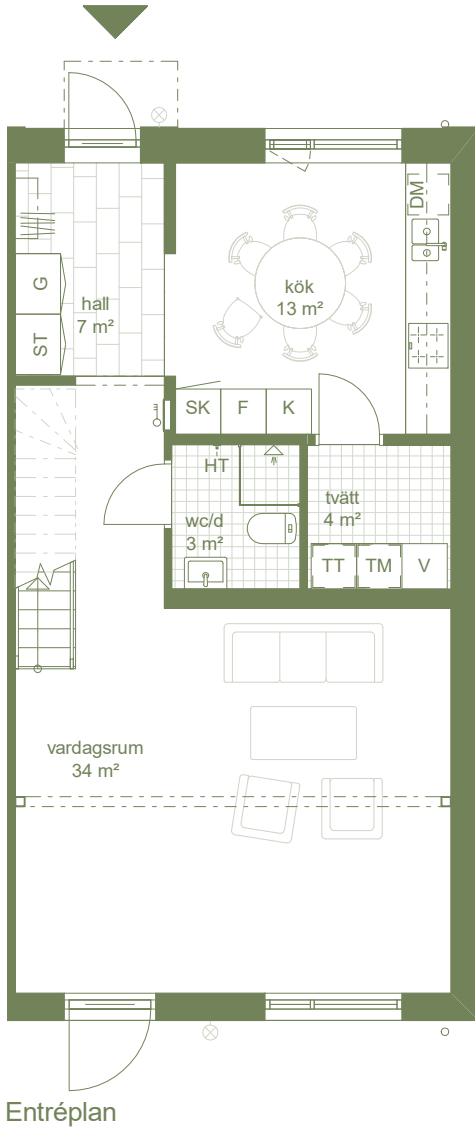 DM
kök
13 m²
G
hall
7 m²
ST
SK
F
K
HT
wc/d
3 m²
tvätt
4 m²
TT
TM
V
vardagsrum
34 m²
Entréplan